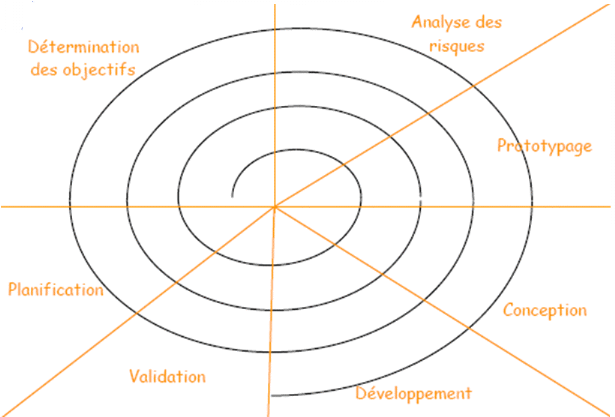 Analyse des
risques
Détermination
des objectifs
Prototypage
Planification
Conception
Validation
Développement